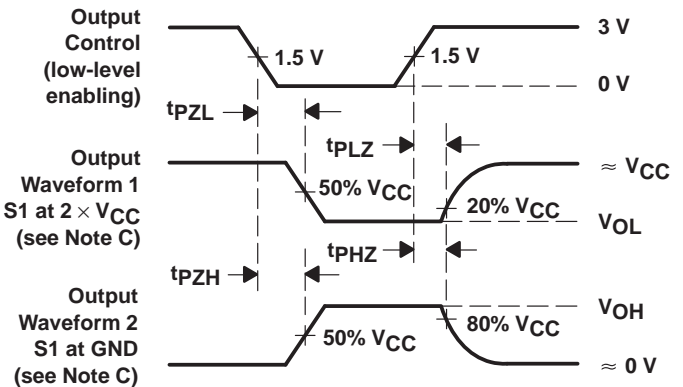 Output
Control
(low-level
enabling)
1.5 V
1.5 V
3 V
0 V
tPZL
tPLZ
Output
Waveform 1
S1 at 2 × VCC
(see Note C)
50% VCC
20% VCC
≈ VCC
VOL
tPZH
tPHZ
Output
Waveform 2
S1 at GND
(see Note C)
50% VCC
80% VCC
VOH
≈ 0 V